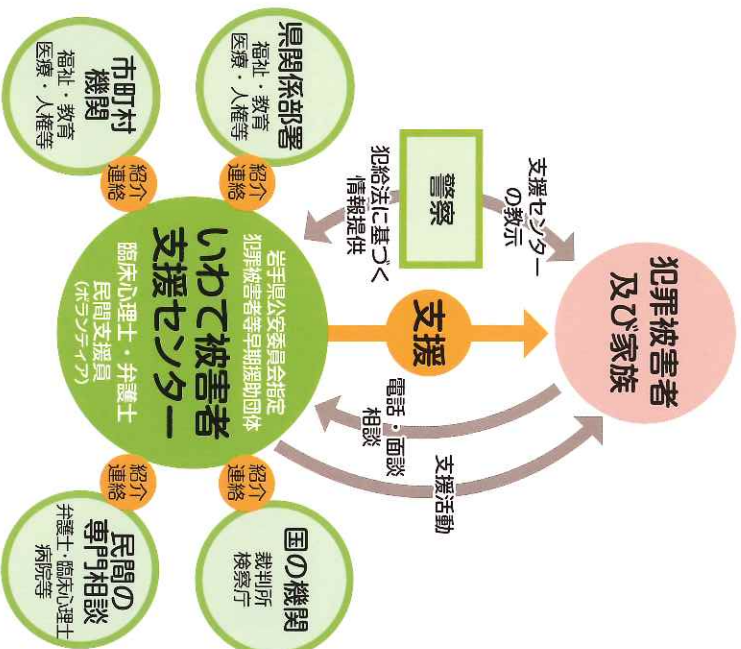 犯罪被害者
及び家族
支援センター
の教示
警察
犯給法に基づく
情報提供
支援
電話・面談
相談
支援活動
県関係部署
福祉・教育
医療・人権等
紹介
連絡
市町村
機関
福祉・教育
医療・人権等
紹介
連絡
岩手県公安委員会指定
犯罪被害者等早期援助団体
いわて被害者
支援センター
臨床心理士・弁護士
民間支援員
(ボランティア)
紹介
連絡
国の機関
裁判所
検察庁
紹介
連絡
民間の
専門相談
弁護士・臨床心理士
病院等